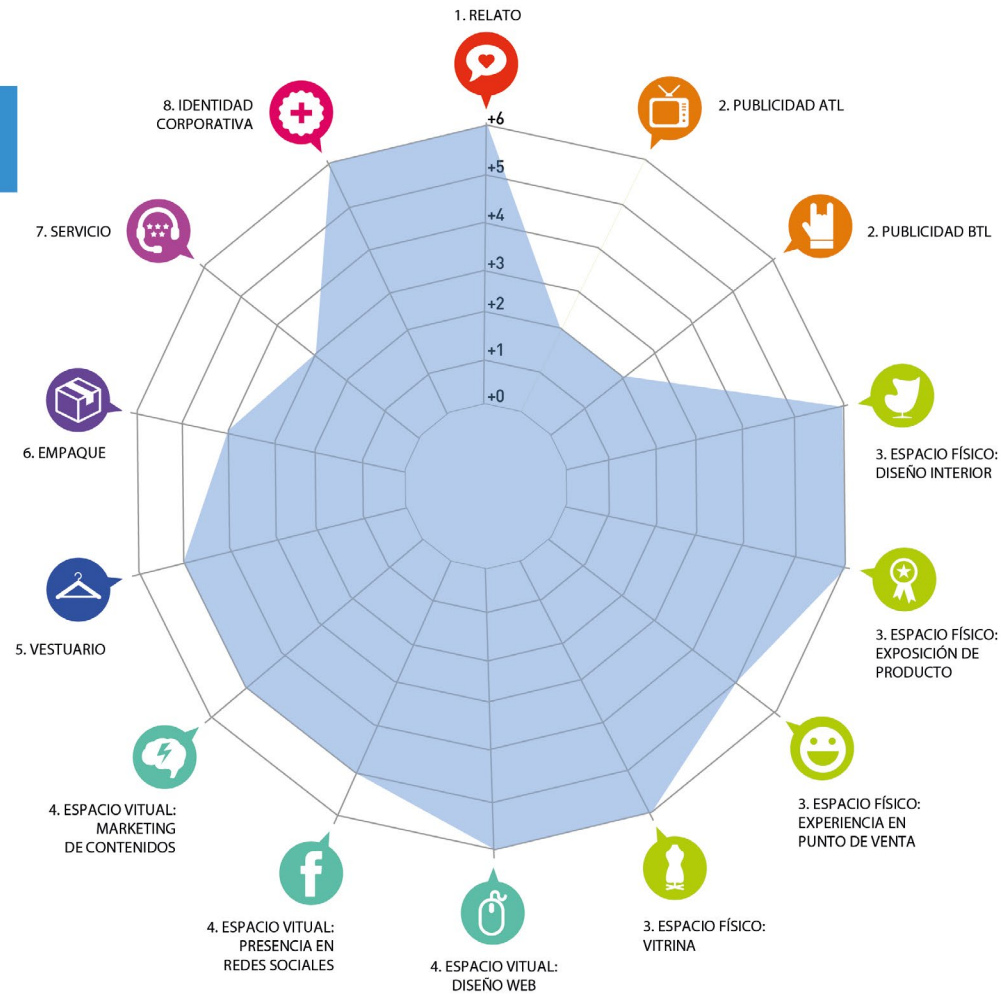 1. RELATO
2. PUBLICIDAD ATL
2. PUBLICIDAD BTL
3. ESPACIO FÍSICO:
DISEÑO INTERIOR
3. ESPACIO FÍSICO:
EXPOSICIÓN DE
PRODUCTO
3. ESPACIO FÍSICO:
EXPERIENCIA EN
PUNTO DE VENTA
3. ESPACIO FÍSICO:
VITRINA
4. ESPACIO VITUAL:
DISEÑO WEB
4. ESPACIO VITUAL:
PRESENCIA EN
REDES SOCIALES
4. ESPACIO VITUAL:
MARKETING
DE CONTENIDOS
5. VESTUARIO
6. EMPAQUE
7. SERVICIO
8. IDENTIDAD
CORPORATIVA
+6
+5
+4
+3
+2
+1
+0
f